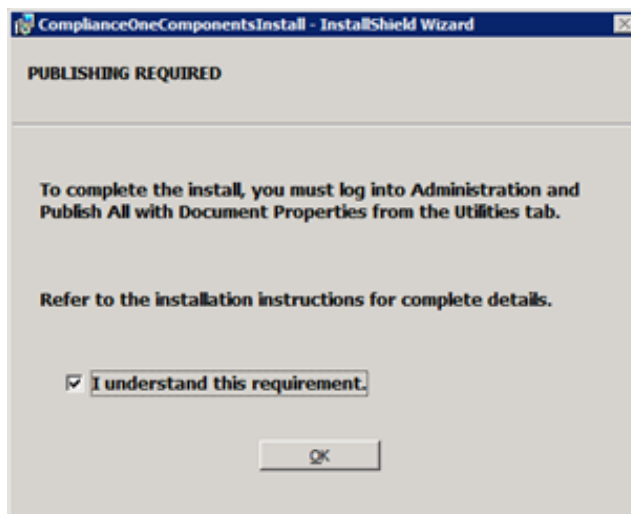 ComplianceOneComponentsInstall - InstallShield Wizard
PUBLISHING REQUIRED
To complete the install, you must log into Administration and
Publish All with Document Properties from the Utilities tab.
Refer to the installation instructions for complete details.
I understand this requirement.
OK